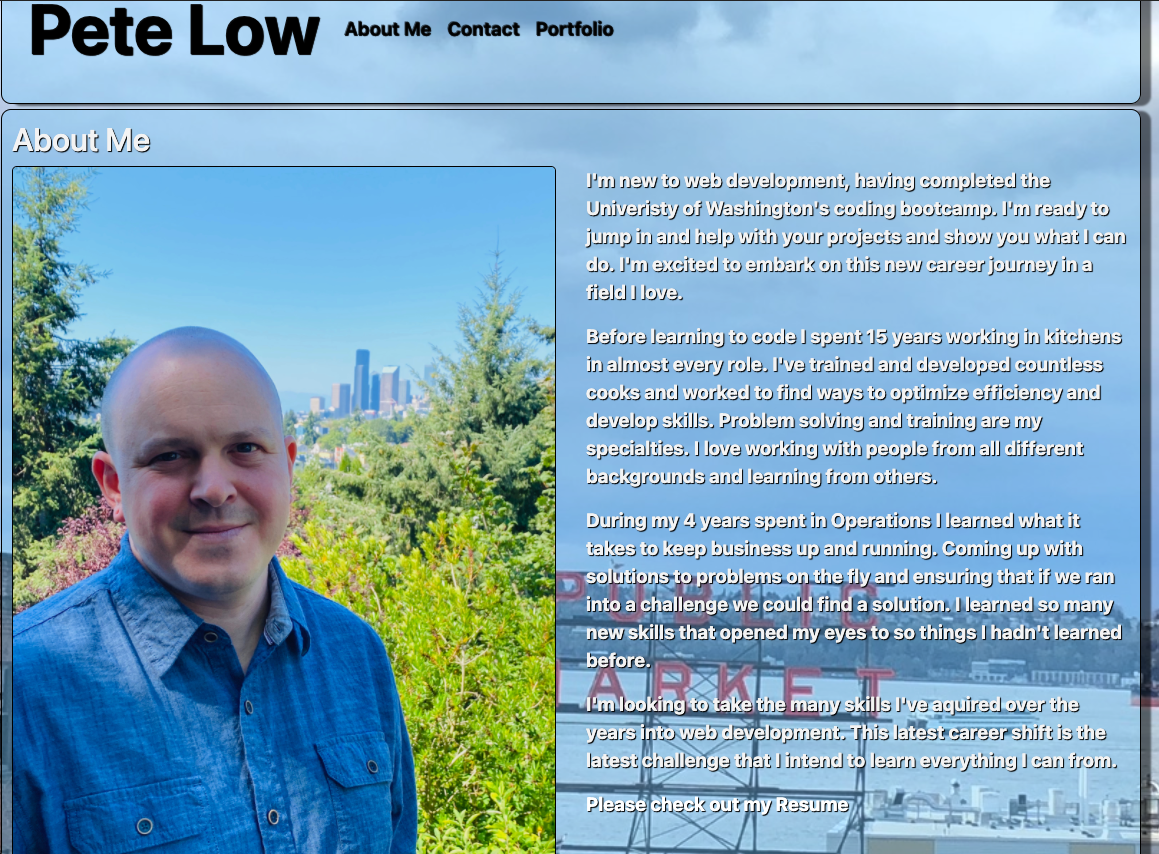 Pete Low
About Me Contact Portfolio
About Me
I'm new to web development, having completed the
Univeristy of Washington's coding bootcamp. I'm ready to
jump in and help with your projects and show you what I can
do. I'm excited to embark on this new career journey in a
field I love.
Before learning to code I spent 15 years working in kitchens
in almost every role. I've trained and developed countless
cooks and worked to find ways to optimize efficiency and
develop skills. Problem solving and training are my
specialties. I love working with people from all different
backgrounds and learning from others.
During my 4 years spent in Operations I learned what it
takes to keep business up and running. Coming up with
solutions to problems on the fly and ensuring that if we ran
into a challenge we could find a solution. I learned so many
new skills that opened my eyes to so things I hadn't learned
before.
I'm looking to take the many skills I've aquired over the
years into web development. This latest career shift is the
latest challenge that I intend to learn everything I can from.
Please check out my Resume
PUBLIC
MARKET